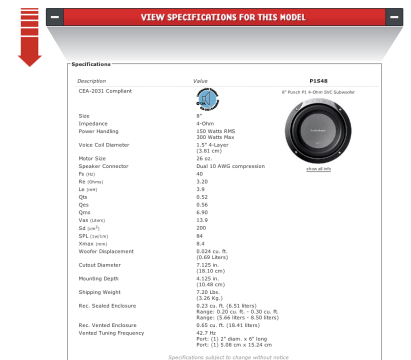 VIEW SPECIFICATIONS FOR THIS MODEL
Specifications
Description Value P1S48
CEA-2031 Compliant
8" Punch P1 4-Ohm SVC Subwoofer
Size 8"
Impedance 4-Ohm
Power Handling 150 Watts RMS
300 Watts Max
Voice Coil Diameter 1.5" 4-Layer
(3.81 cm)
Motor Size 26 oz.
Speaker Connector Dual 10 AWG compression
show all info
Fs (Hz) 40
Re (Ohms) 3.20
Le (mH) 3.9
Qts 0.52
Qes 0.56
Qms 6.90
Vas (Liters) 13.9
Sd (cm²) 200
SPL (1w/1m) 84
Xmax (mm) 8.4
Woofer Displacement 0.024 cu. ft.
(0.69 Liters)
Cutout Diameter 7.125 in.
(18.10 cm)
Mounting Depth 4.125 in.
(10.48 cm)
Shipping Weight 7.20 Lbs.
(3.26 Kg.)
Rec. Sealed Enclosure 0.23 cu. ft. (6.51 liters)
Range: 0.20 cu. ft. - 0.30 cu. ft.
Range: (5.66 liters - 8.50 liters)
Rec. Vented Enclosure 0.65 cu. ft. (18.41 liters)
Vented Tuning Frequency 42.7 Hz
Port: (1) 2" diam. x 6" long
Port: (1) 5.08 cm x 15.24 cm
Specifications subject to change without notice